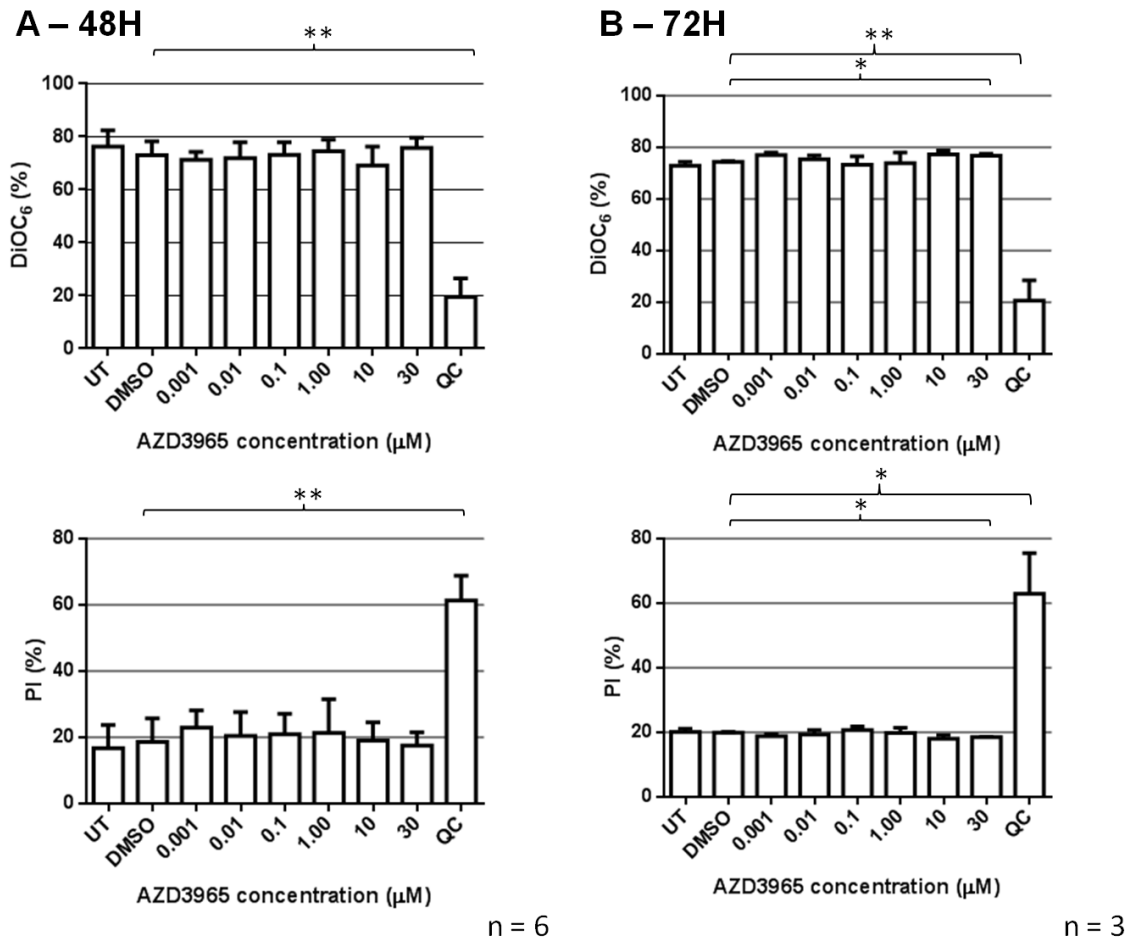 A – 48H
**
DiOC6 (%)
100
80
60
40
20
0
UT DMSO 0.001 0.01 0.1 1.00 10 30 QC
AZD3965 concentration (μM)
B – 72H
**
*
DiOC6 (%)
100
80
60
40
20
0
UT DMSO 0.001 0.01 0.1 1.00 10 30 QC
AZD3965 concentration (μM)
**
PI (%)
80
60
40
20
0
UT DMSO 0.001 0.01 0.1 1.00 10 30 QC
AZD3965 concentration (μM)
n = 6
*
*
PI (%)
80
60
40
20
0
UT DMSO 0.001 0.01 0.1 1.00 10 30 QC
AZD3965 concentration (μM)
n = 3